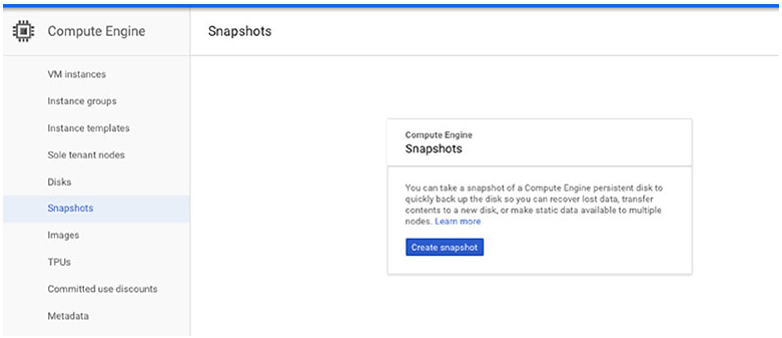 Compute Engine
Snapshots
VM instances
Instance groups
Instance templates
Sole tenant nodes
Disks
Snapshots
Images
TPUs
Committed use discounts
Metadata
Compute Engine
Snapshots
You can take a snapshot of a Compute Engine persistent disk to
quickly back up the disk so you can recover lost data, transfer
contents to a new disk, or make static data available to multiple
nodes. Learn more
Create snapshot